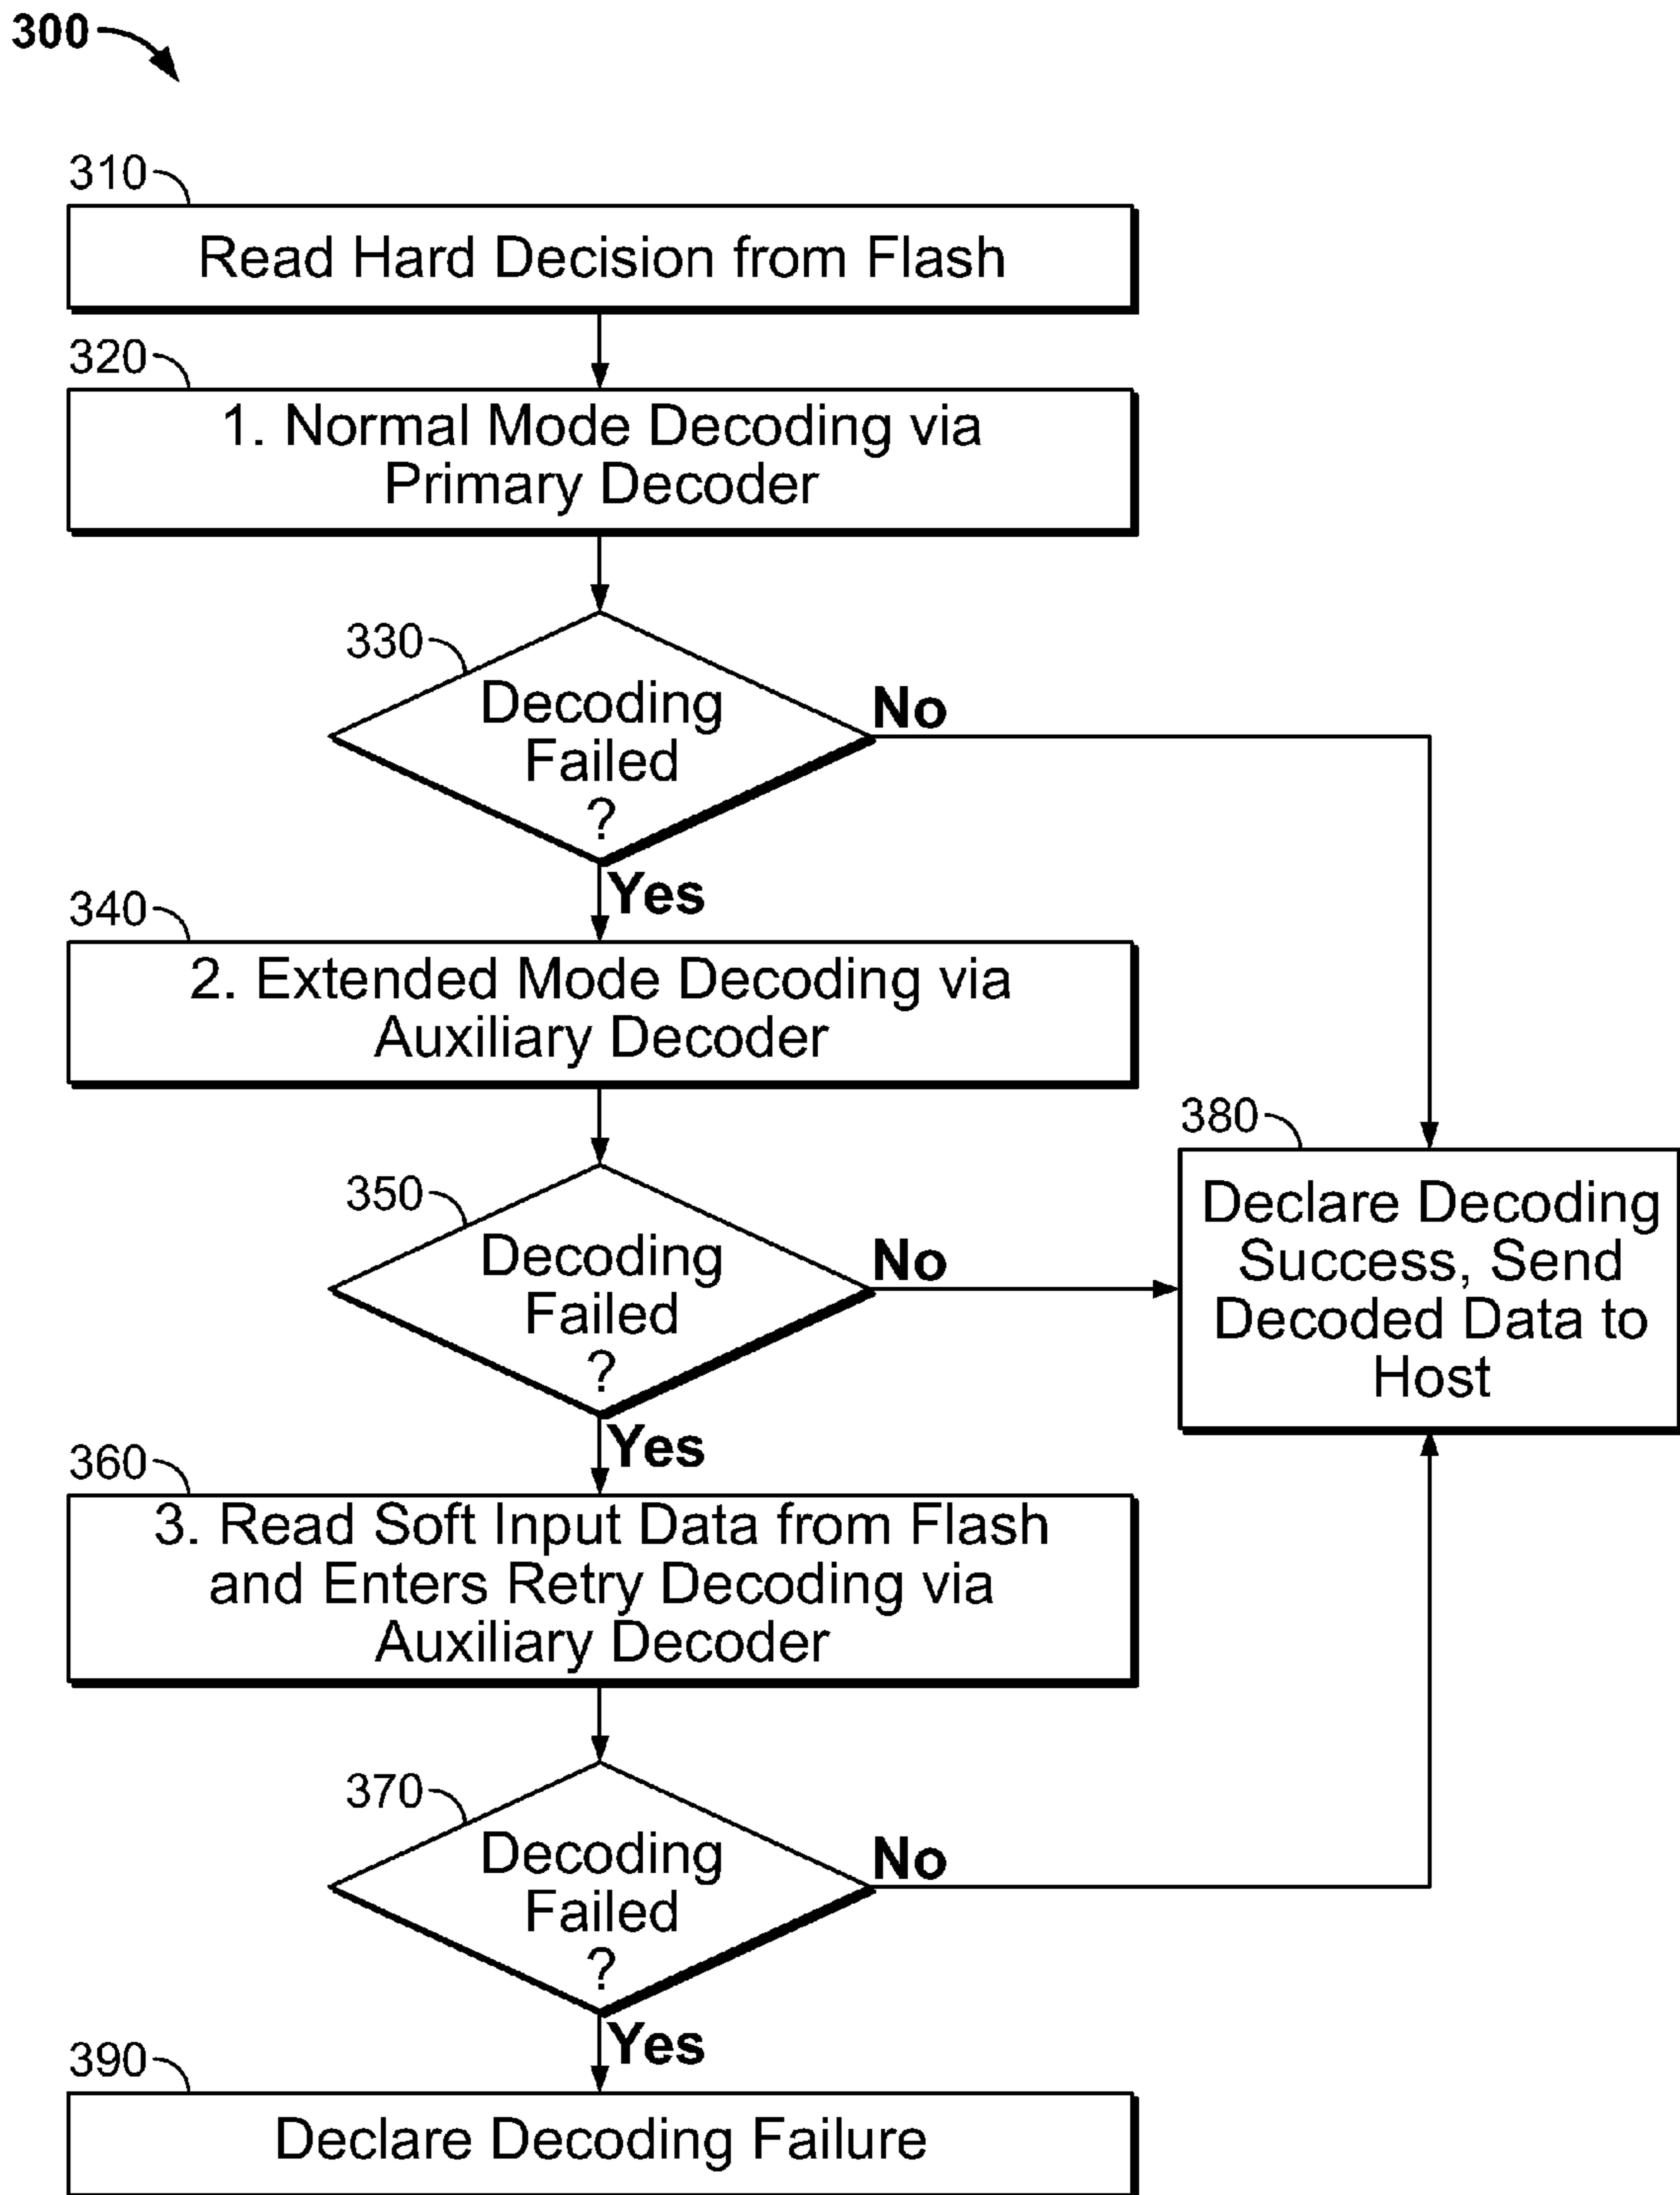 300
310
Read Hard Decision from Flash
320
1. Normal Mode Decoding via
Primary Decoder
330
Decoding
Failed
?
No
Yes
340
2. Extended Mode Decoding via
Auxiliary Decoder
350
Decoding
Failed
?
No
Yes
380
Declare Decoding
Success, Send
Decoded Data to
Host
360
3. Read Soft Input Data from Flash
and Enters Retry Decoding via
Auxiliary Decoder
370
Decoding
Failed
?
No
Yes
390
Declare Decoding Failure